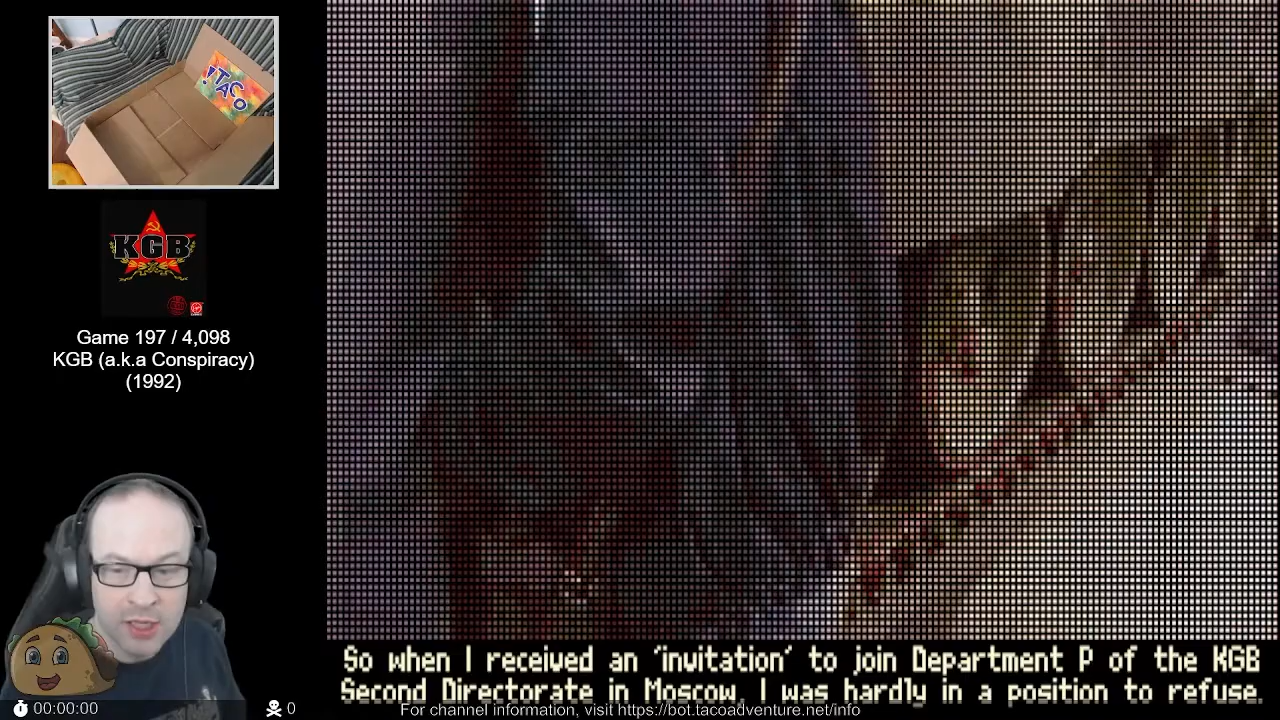 !TACO
KGB
Game 197 / 4,098
KGB (a.k.a Conspiracy)
(1992)
So when I received an 'invitation' to join Department P of the KGB
Second Directorate in Moscow, I was hardly in a position to refuse.
00:00:00
0
For channel information, visit https://bot.tacoadventure.net/info